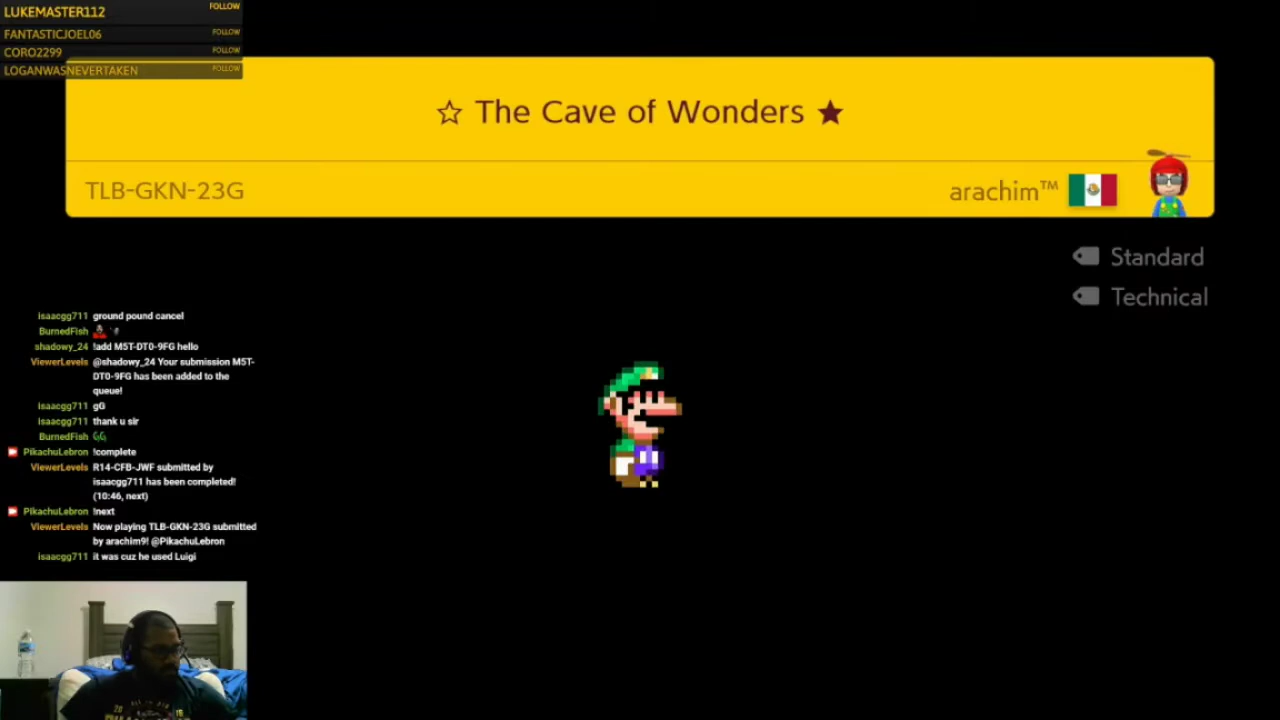 LUKEMASTER112 FOLLOW
FANTASTICJOEL06 FOLLOW
CORO2299 FOLLOW
LOGANWASNEVERTAKEN FOLLOW
☆ The Cave of Wonders ★
TLB-GKN-23G arachim™
Standard
Technical
isaacgg711 ground pound cancel
BurnedFish
shadowy_24 !add M5T-DT0-9FG hello
ViewerLevels @shadowy_24 Your submission M5T-
DT0-9FG has been added to the
queue!
isaacgg711 gG
isaacgg711 thank u sir
BurnedFish
PikachuLebron !complete
ViewerLevels R14-CFB-JWF submitted by
isaacgg711 has been completed!
(10:46, next)
PikachuLebron !next
ViewerLevels Now playing TLB-GKN-23G submitted
by arachim9! @PikachuLebron
isaacgg711 it was cuz he used Luigi